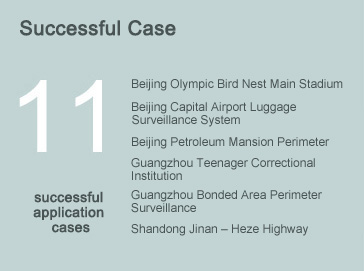 Successful Case
11
successful
application
cases
Beijing Olympic Bird Nest Main Stadium
Beijing Capital Airport Luggage
Surveillance System
Beijing Petroleum Mansion Perimeter
Guangzhou Teenager Correctional
Institution
Guangzhou Bonded Area Perimeter
Surveillance
Shandong Jinan – Heze Highway